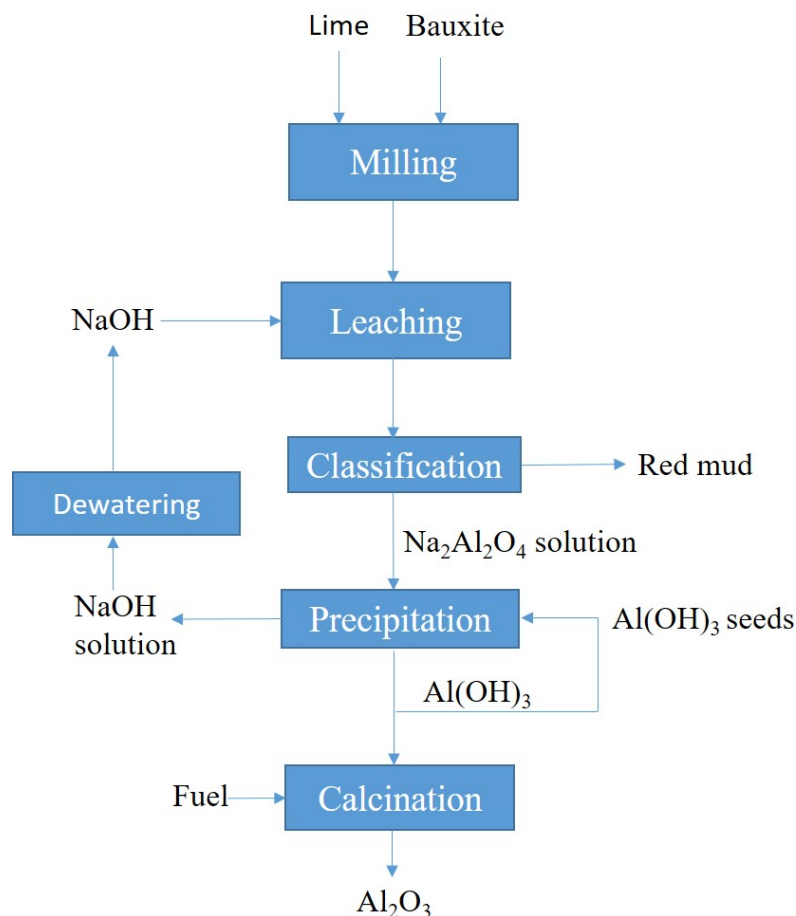 Lime Bauxite
Milling
NaOH
Leaching
Classification
Red mud
Dewatering
Na₂Al₂O₄ solution
NaOH
solution
Precipitation
Al(OH)₃ seeds
Al(OH)₃
Fuel
Calcination
Al₂O₃